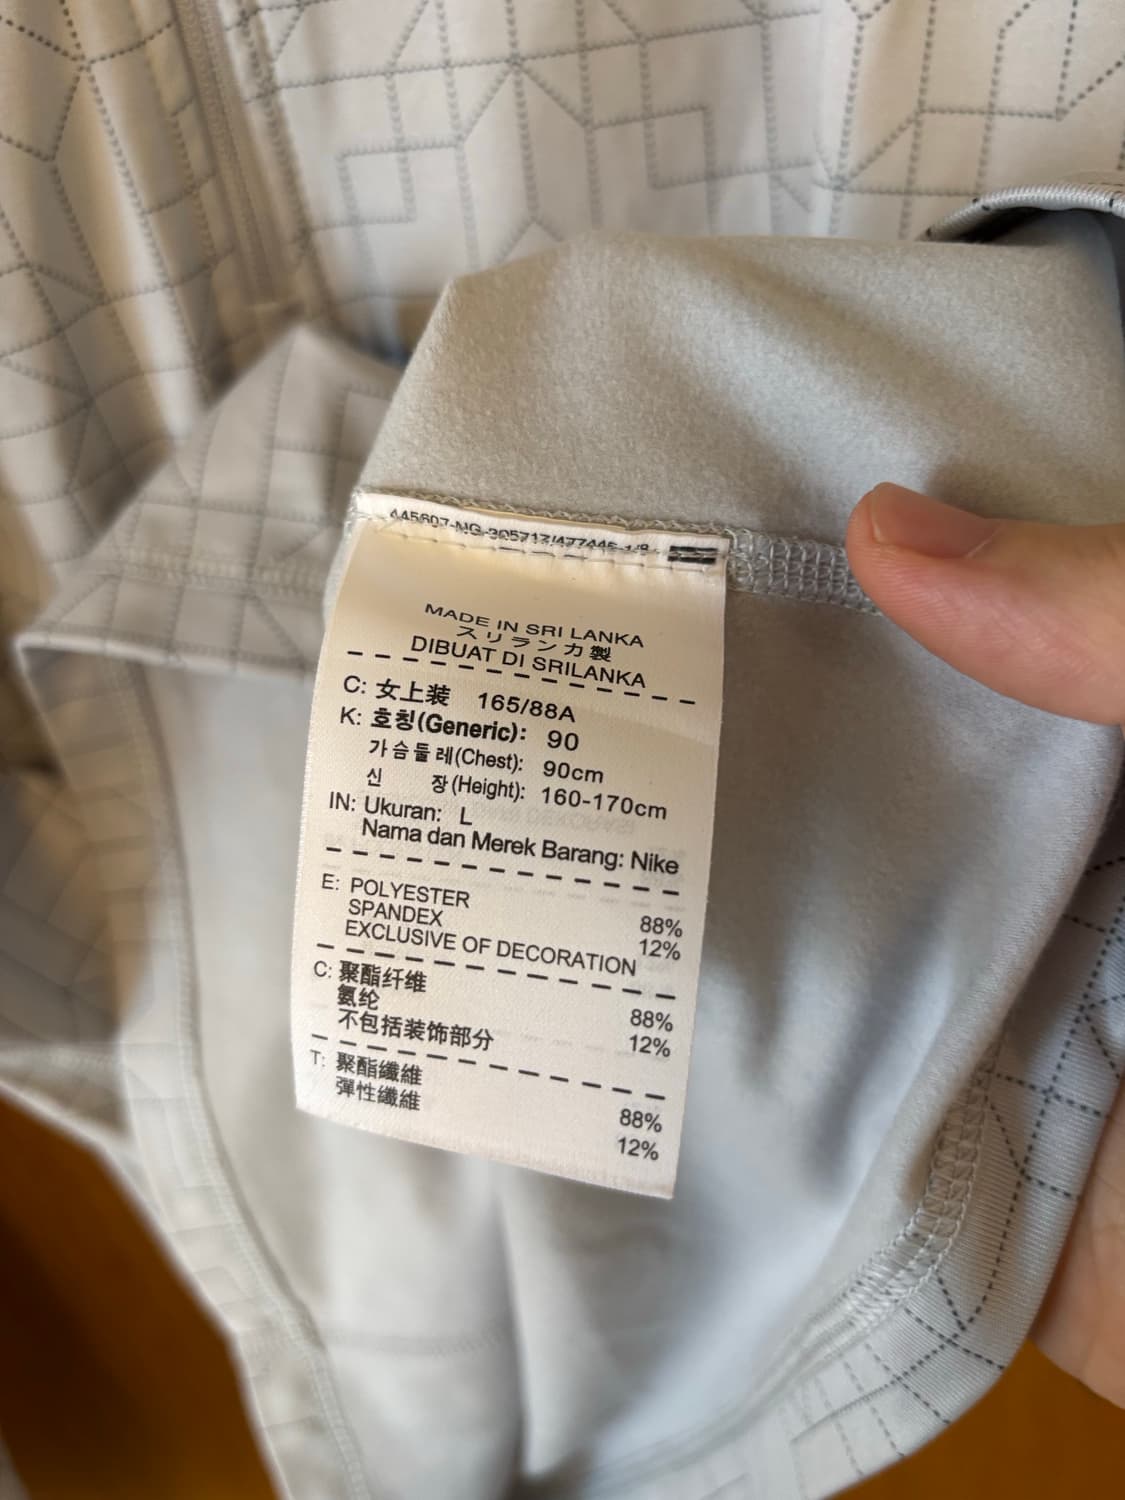 MADE IN SRI LANKA
スリランカ製
DIBUAT DI SRILANKA
C: 女上装 165/88A
K: 호칭(Generic): 90
가슴둘레(Chest): 90cm
신 장(Height): 160-170cm
IN: Ukuran: L
Nama dan Merek Barang: Nike
E: POLYESTER 88%
SPANDEX 12%
EXCLUSIVE OF DECORATION
C: 聚酯纤维 88%
氨纶 12%
不包括装饰部分
T: 聚酯纖維 88%
彈性纖維 12%